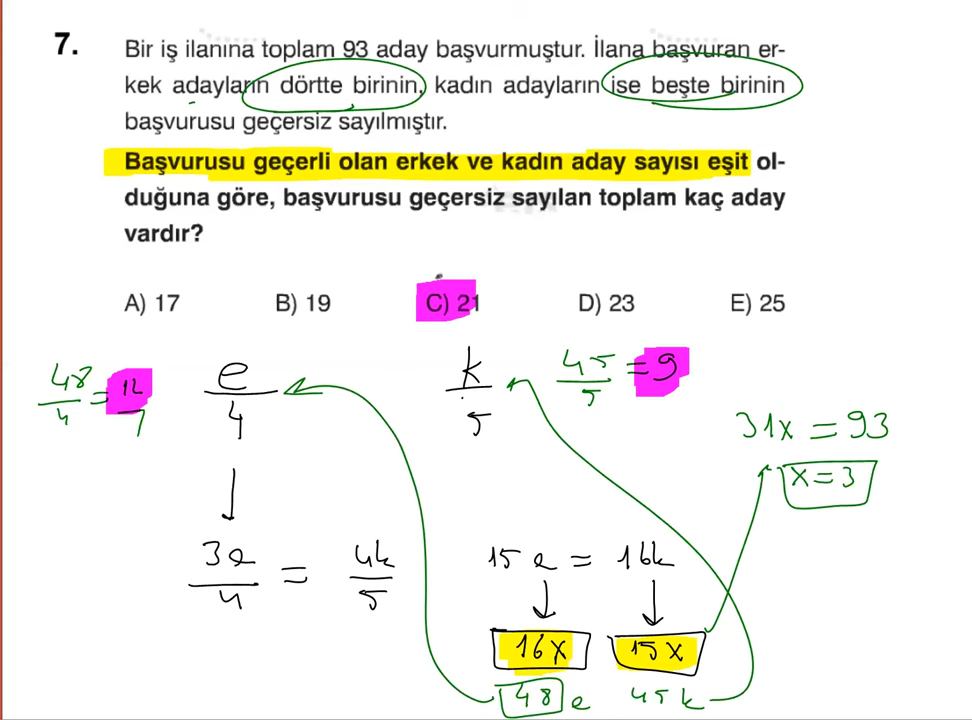 7. Bir iş ilanına toplam 93 aday başvurmuştur. İlana başvuran er-
kek adayların dörtte birinin, kadın adayların ise beşte birinin
başvurusu geçersiz sayılmıştır.
Başvurusu geçerli olan erkek ve kadın aday sayısı eşit ol-
duğuna göre, başvurusu geçersiz sayılan toplam kaç aday
vardır?
A) 17 B) 19 C) 21 D) 23 E) 25
48/4 = 12
e/4
k/5
45/5 = 9
31x = 93
x = 3
3e/4 = 4k/5
15e = 16k
16x 15x
48e 45k